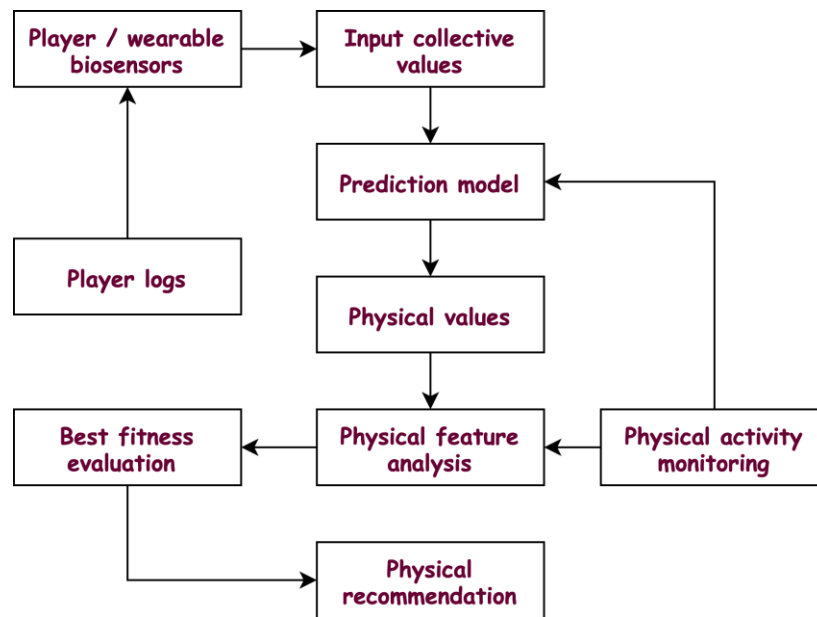 Player / wearable
biosensors
Input collective
values
Prediction model
Player logs
Physical values
Best fitness
evaluation
Physical feature
analysis
Physical activity
monitoring
Physical
recommendation